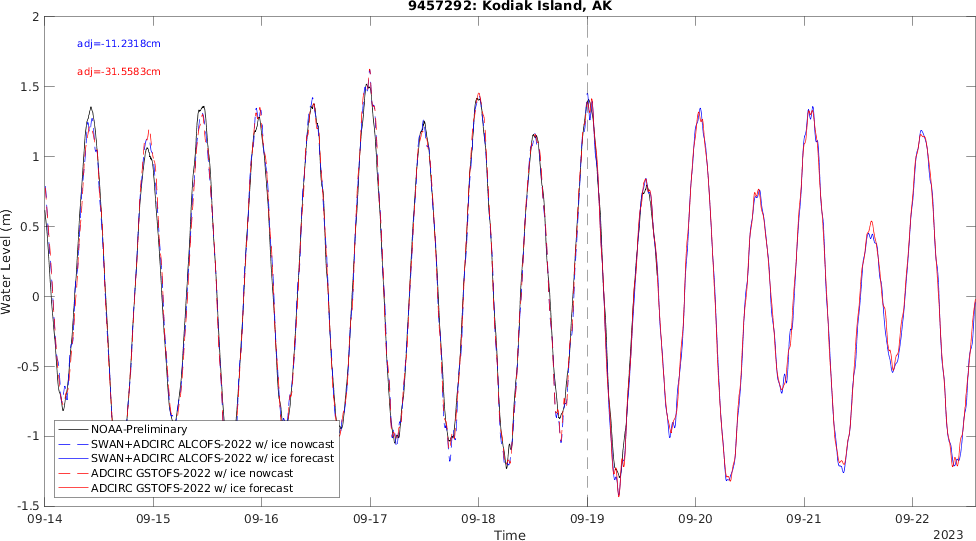 9457292: Kodiak Island, AK
adj=-11.2318cm
adj=-31.5583cm
Water Level (m)
2
1.5
1
0.5
0
-0.5
-1
-1.5
NOAA-Preliminary
SWAN+ADCIRC ALCOFS-2022 w/ ice nowcast
SWAN+ADCIRC ALCOFS-2022 w/ ice forecast
ADCIRC GSTOFS-2022 w/ ice nowcast
ADCIRC GSTOFS-2022 w/ ice forecast
09-14 09-15 09-16 09-17 09-18 09-19 09-20 09-21 09-22
Time
2023